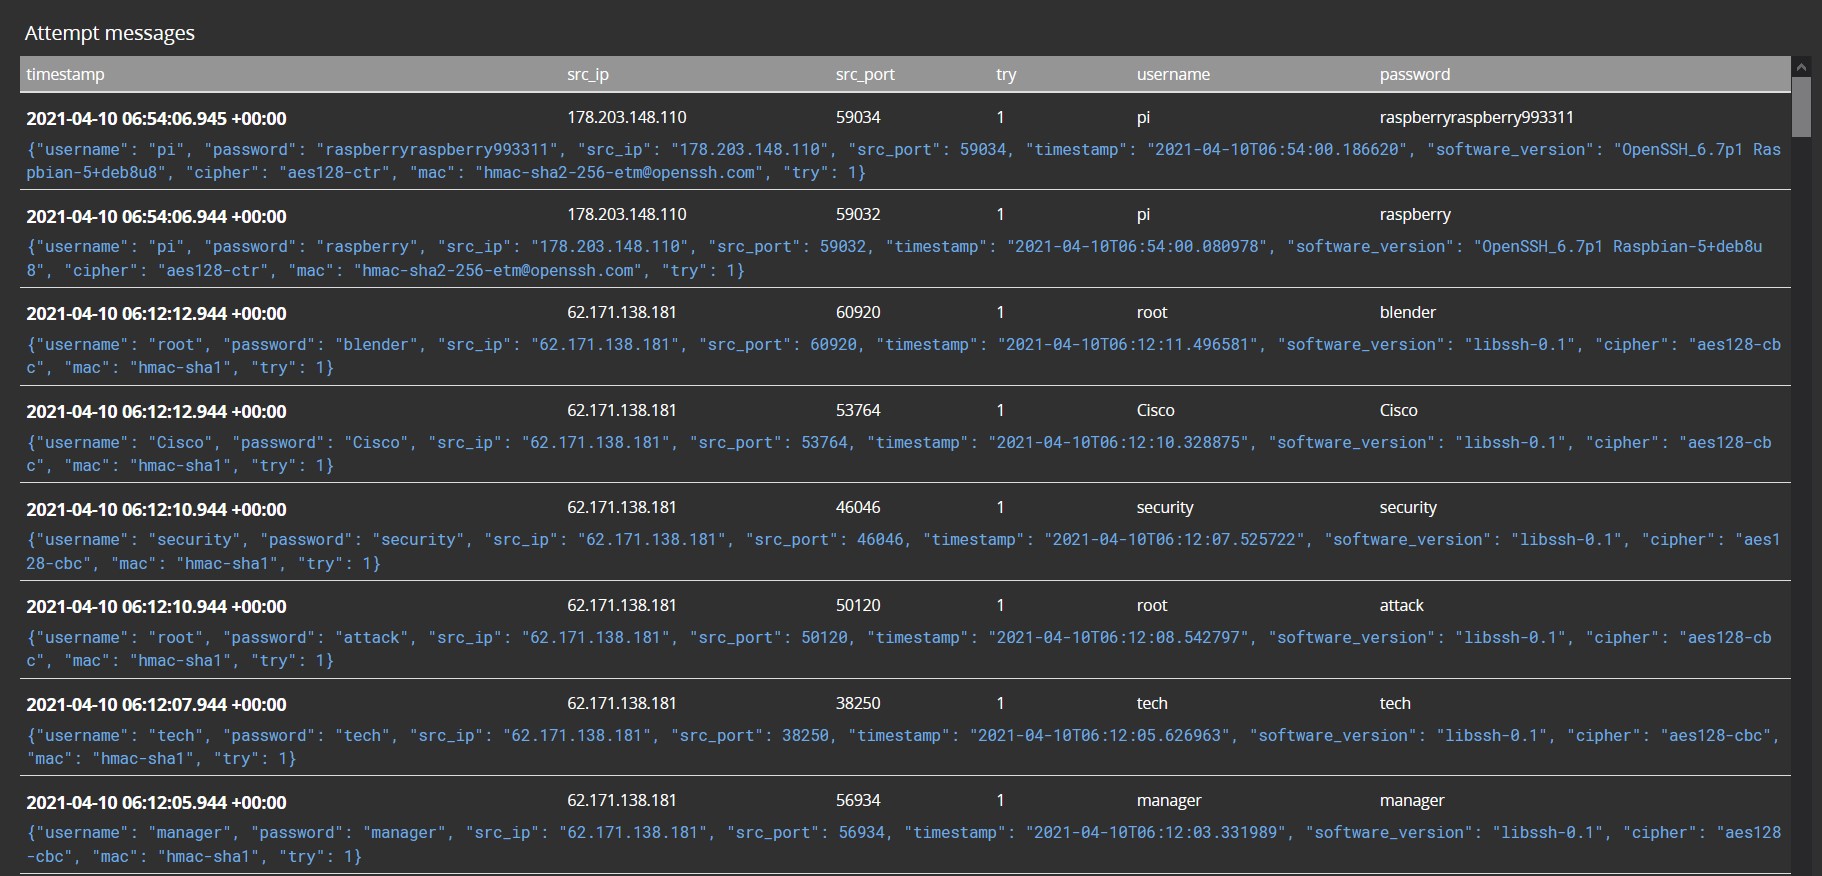 Attempt messages
timestamp src_ip src_port try username password
2021-04-10 06:54:06.945 +00:00 178.203.148.110 59034 1 pi raspberryraspberry993311
{"username": "pi", "password": "raspberryraspberry993311", "src_ip": "178.203.148.110", "src_port": 59034, "timestamp": "2021-04-10T06:54:00.186620", "software_version": "OpenSSH_6.7p1 Ras
pbian-5+deb8u8", "cipher": "aes128-ctr", "mac": "hmac-sha2-256-etm@openssh.com", "try": 1}
2021-04-10 06:54:06.944 +00:00 178.203.148.110 59032 1 pi raspberry
{"username": "pi", "password": "raspberry", "src_ip": "178.203.148.110", "src_port": 59032, "timestamp": "2021-04-10T06:54:00.080978", "software_version": "OpenSSH_6.7p1 Raspbian-5+deb8u
8", "cipher": "aes128-ctr", "mac": "hmac-sha2-256-etm@openssh.com", "try": 1}
2021-04-10 06:12:12.944 +00:00 62.171.138.181 60920 1 root blender
{"username": "root", "password": "blender", "src_ip": "62.171.138.181", "src_port": 60920, "timestamp": "2021-04-10T06:12:11.496581", "software_version": "libssh-0.1", "cipher": "aes128-cb
c", "mac": "hmac-sha1", "try": 1}
2021-04-10 06:12:12.944 +00:00 62.171.138.181 53764 1 Cisco Cisco
{"username": "Cisco", "password": "Cisco", "src_ip": "62.171.138.181", "src_port": 53764, "timestamp": "2021-04-10T06:12:10.328875", "software_version": "libssh-0.1", "cipher": "aes128-cb
c", "mac": "hmac-sha1", "try": 1}
2021-04-10 06:12:10.944 +00:00 62.171.138.181 46046 1 security security
{"username": "security", "password": "security", "src_ip": "62.171.138.181", "src_port": 46046, "timestamp": "2021-04-10T06:12:07.525722", "software_version": "libssh-0.1", "cipher": "aes1
28-cbc", "mac": "hmac-sha1", "try": 1}
2021-04-10 06:12:10.944 +00:00 62.171.138.181 50120 1 root attack
{"username": "root", "password": "attack", "src_ip": "62.171.138.181", "src_port": 50120, "timestamp": "2021-04-10T06:12:08.542797", "software_version": "libssh-0.1", "cipher": "aes128-cb
c", "mac": "hmac-sha1", "try": 1}
2021-04-10 06:12:07.944 +00:00 62.171.138.181 38250 1 tech tech
{"username": "tech", "password": "tech", "src_ip": "62.171.138.181", "src_port": 38250, "timestamp": "2021-04-10T06:12:05.626963", "software_version": "libssh-0.1", "cipher": "aes128-cbc",
"mac": "hmac-sha1", "try": 1}
2021-04-10 06:12:05.944 +00:00 62.171.138.181 56934 1 manager manager
{"username": "manager", "password": "manager", "src_ip": "62.171.138.181", "src_port": 56934, "timestamp": "2021-04-10T06:12:03.331989", "software_version": "libssh-0.1", "cipher": "aes128
-cbc", "mac": "hmac-sha1", "try": 1}